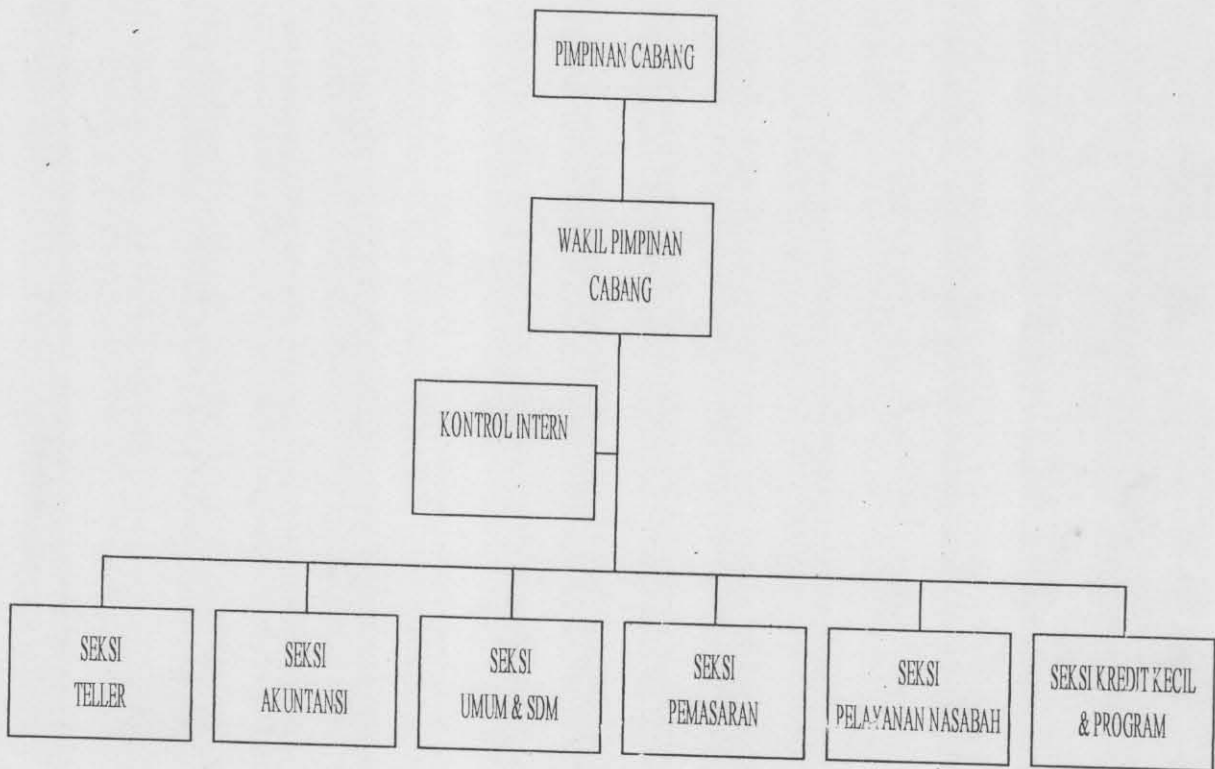 PIMPINAN CABANG
WAKIL PIMPINAN
CABANG
KONTROL INTERN
SEKSI
TELLER
SEKSI
AKUNTANSI
SEKSI
UMUM & SDM
SEKSI
PEMASARAN
SEKSI
PELAYANAN NASABAH
SEKSI KREDIT KECIL
& PROGRAM